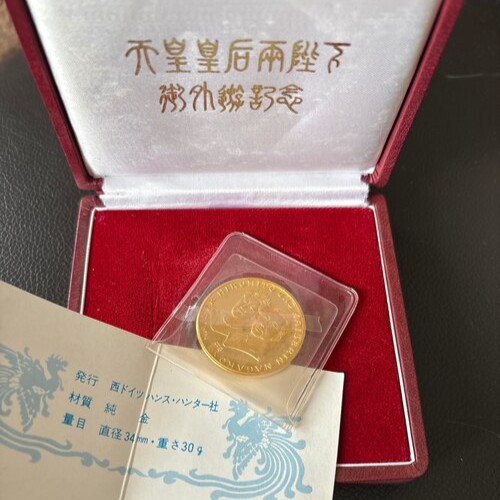 天皇皇后兩陛下
御外遊記念
発行 西ドイツハンス・ハンター社
材質 純 金
量目 直径34mm・重さ30g